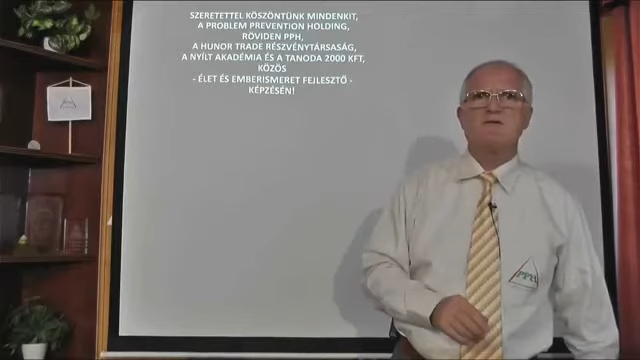 SZERETETTEL KÖSZÖNTÜNK MINDENKIT,
A PROBLEM PREVENTION HOLDING,
RÖVIDEN PPH,
A HUNOR TRADE RÉSZVÉNYTÁRSASÁG,
A NYÍLT AKADÉMIA ÉS A TANODA 2000 KFT,
KÖZÖS
- ÉLET ÉS EMBERISMERET FEJLESZTŐ -
KÉPZÉSÉN!
PPH